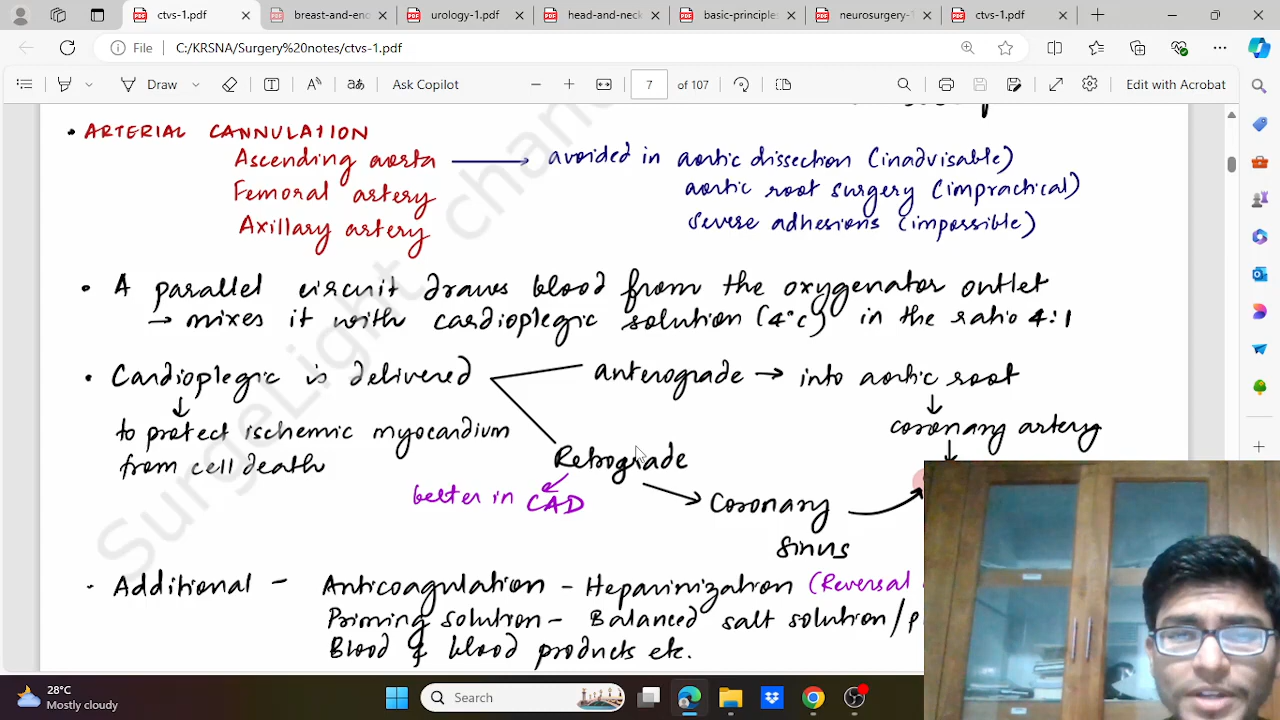 ctvs-1.pdf
breast-and-enc
urology-1.pdf
head-and-neck
basic-principles
neurosurgery-1
ctvs-1.pdf
File
C:/KRSNA/Surgery%20notes/ctvs-1.pdf
Draw
Ask Copilot
7 of 107
Edit with Acrobat
• ARTERIAL CANNULATION
Ascending aorta → avoided in aortic dissection (inadvisable)
Femoral artery aortic root surgery (impractical)
Axillary artery severe adhesions (impossible)
• A parallel circuit draws blood from the oxygenator outlet
→ mixes it with cardioplegic solution (4°C) in the ratio 4:1
• Cardioplegic is delivered anterograde → into aortic root
↓
to protect ischemic myocardium
from cell death
↓
coronary artery
↓
Retrograde
better in CAD
Coronary
Sinus
- Additional - Anticoagulation - Heparinization (Reversal
Priming solution - Balanced salt solution/
Blood & blood products etc.
SurgeLight chan
28°C
Mostly cloudy
Search